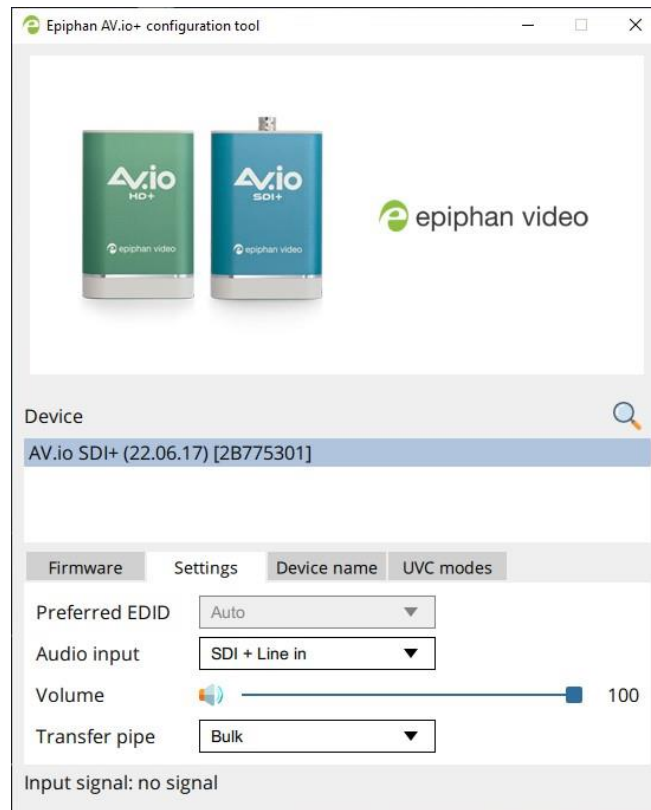 Epiphan AV.io+ configuration tool
AV.io
HD+
epiphan video
AV.io
SDI+
epiphan video
epiphan video
Device
AV.io SDI+ (22.06.17) [2B775301]
Firmware Settings Device name UVC modes
Preferred EDID Auto
Audio input SDI + Line in
Volume 100
Transfer pipe Bulk
Input signal: no signal